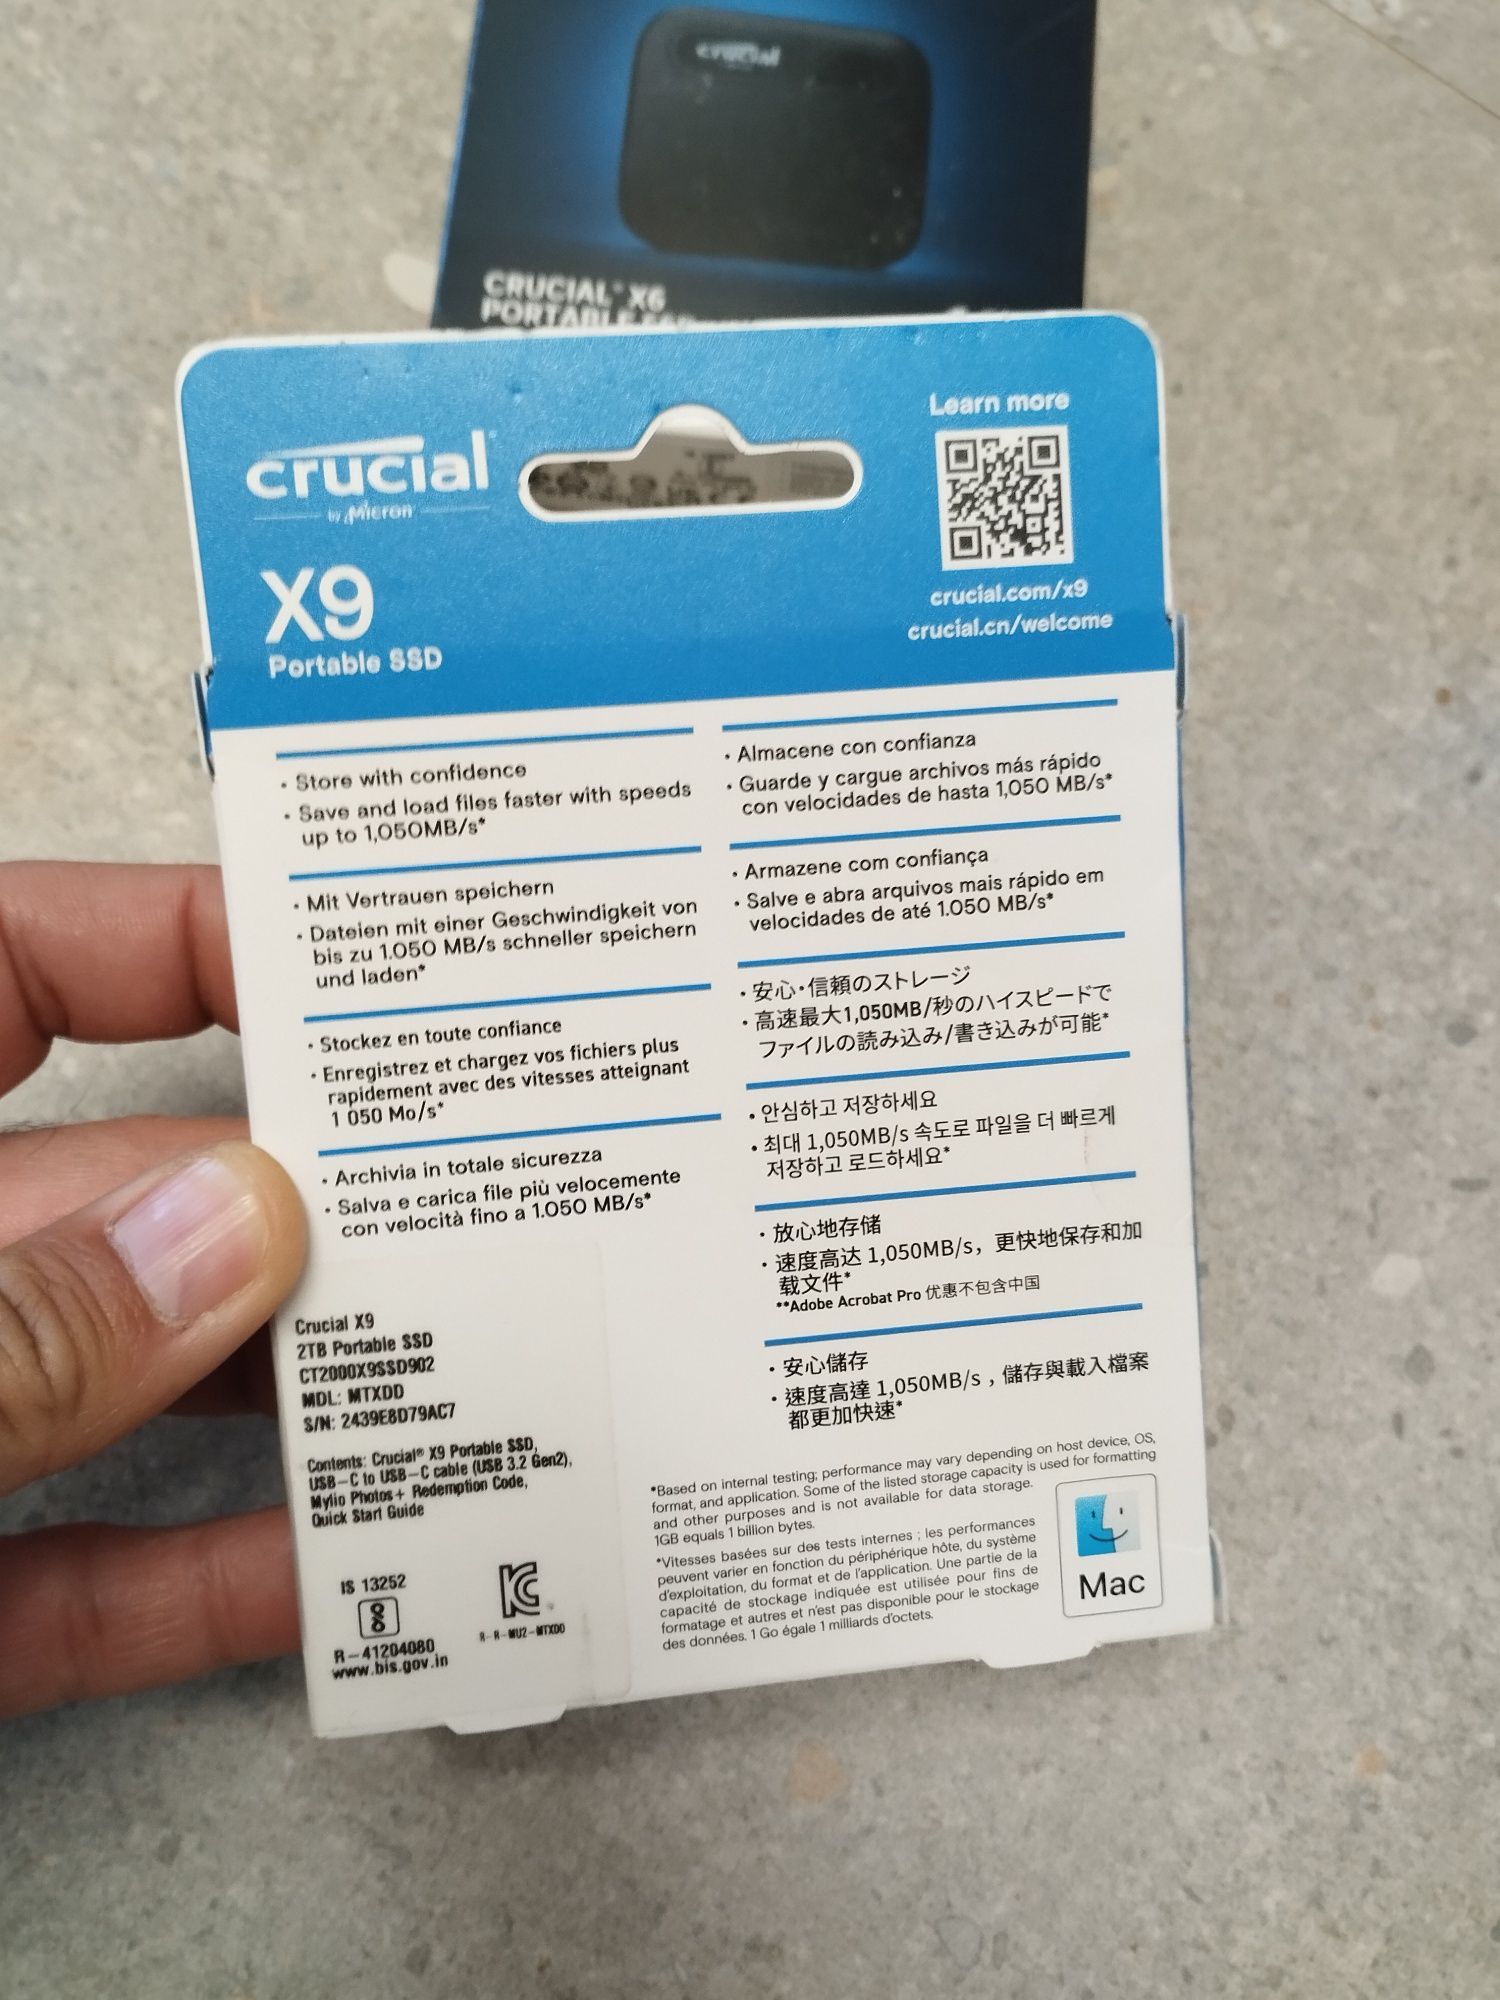 crucial
CRUCIAL® X6
PORTABLE
crucial
by Micron
X9
Portable SSD
Learn more
crucial.com/x9
crucial.cn/welcome
• Store with confidence
• Save and load files faster with speeds
up to 1,050MB/s*
• Mit Vertrauen speichern
• Dateien mit einer Geschwindigkeit von
bis zu 1.050 MB/s schneller speichern
und laden*
• Stockez en toute confiance
• Enregistrez et chargez vos fichiers plus
rapidement avec des vitesses atteignant
1 050 Mo/s*
• Archivia in totale sicurezza
• Salva e carica file più velocemente
con velocità fino a 1.050 MB/s*
• Almacene con confianza
• Guarde y cargue archivos más rápido
con velocidades de hasta 1,050 MB/s*
• Armazene com confiança
• Salve e abra arquivos mais rápido em
velocidades de até 1.050 MB/s*
• 安心・信頼のストレージ
• 高速最大1,050MB/秒のハイスピードで
ファイルの読み込み/書き込みが可能*
• 안심하고 저장하세요
• 최대 1,050MB/s 속도로 파일을 더 빠르게
저장하고 로드하세요*
• 放心地存储
• 速度高达 1,050MB/s，更快地保存和加
载文件*
**Adobe Acrobat Pro 优惠不包含中国
• 安心儲存
• 速度高達 1,050MB/s，儲存與載入檔案
都更加快速*
Crucial X9
2TB Portable SSD
CT2000X9SSD902
MDL: MTXDD
S/N: 2439E8D79AC7
Contents: Crucial® X9 Portable SSD,
USB-C to USB-C cable (USB 3.2 Gen2),
Mylio Photos+ Redemption Code,
Quick Start Guide
IS 13252
R-41204080
www.bis.gov.in
R-R-MU2-MTXDD
*Based on internal testing; performance may vary depending on host device, OS,
format, and application. Some of the listed storage capacity is used for formatting
and other purposes and is not available for data storage.
1GB equals 1 billion bytes.
*Vitesses basées sur des tests internes ; les performances
peuvent varier en fonction du périphérique hôte, du système
d'exploitation, du format et de l'application. Une partie de la
capacité de stockage indiquée est utilisée pour fins de
formatage et autres et n'est pas disponible pour le stockage
des données. 1 Go égale 1 milliards d'octets.
Mac